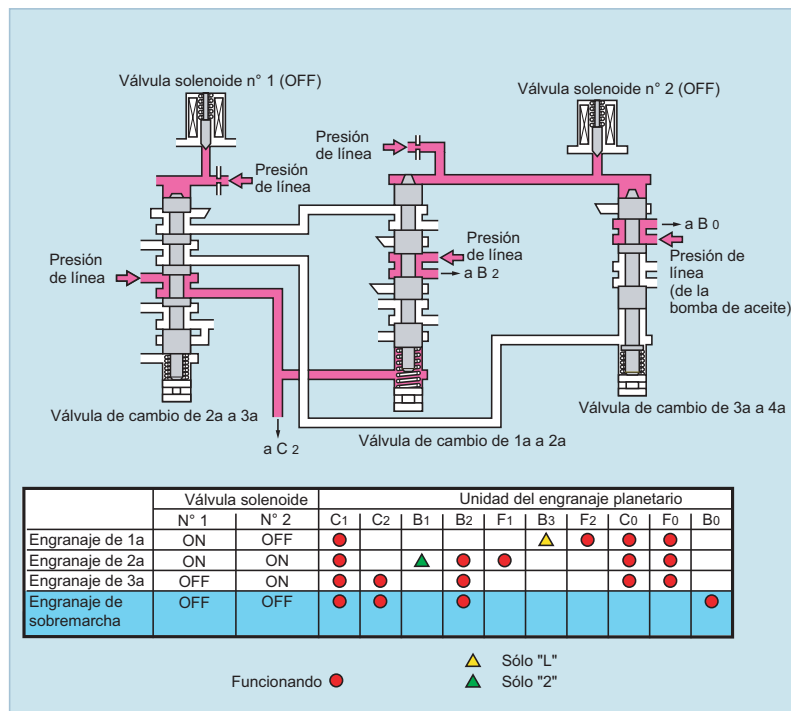 Válvula solenoide n° 1 (OFF)
Válvula solenoide n° 2 (OFF)
Presión
de línea
Presión
de línea
Presión
de línea
Presión
de línea
a B 2
a B 0
Presión de
línea
(de la
bomba de aceite)
Válvula de cambio de 2a a 3a
a C 2
Válvula de cambio de 1a a 2a
Válvula de cambio de 3a a 4a
Válvula solenoide Unidad del engranaje planetario
N° 1 N° 2 C1 C2 B1 B2 F1 B3 F2 C0 F0 B0
Engranaje de 1a ON OFF
Engranaje de 2a ON ON
Engranaje de 3a OFF ON
Engranaje de
sobremarcha OFF OFF
Funcionando
Sólo "L"
Sólo "2"